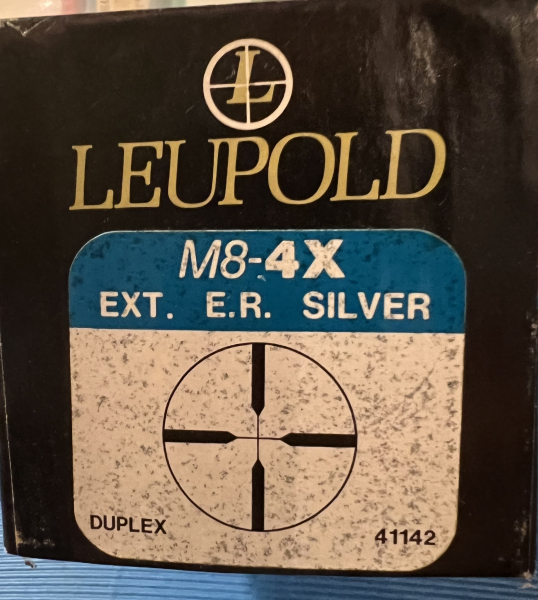 L
LEUPOLD
M8-4X
EXT. E.R. SILVER
DUPLEX
41142